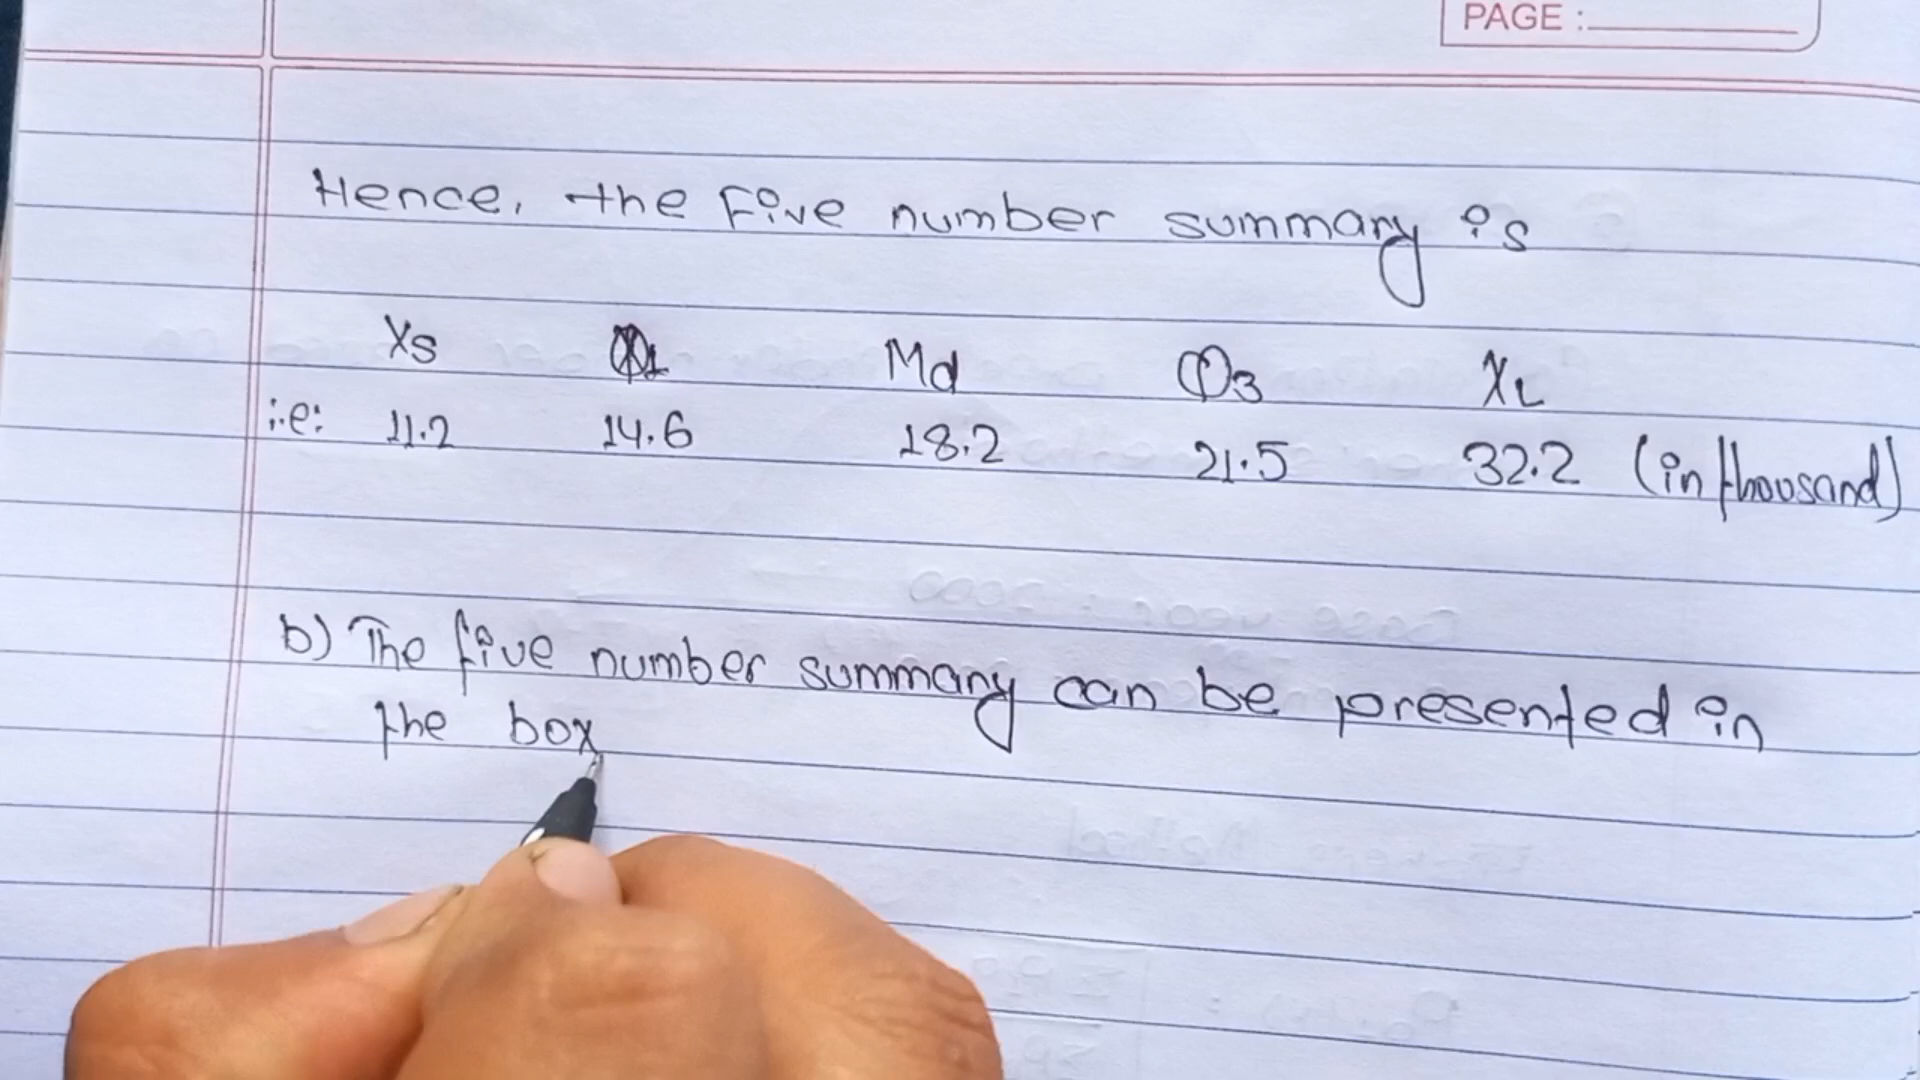 PAGE :
Hence, the Five number summary is
Xs Q1 Md Q3 XL
i.e: 11.2 14.6 18.2 21.5 32.2 (in thousand)
b) The five number summary can be presented in
the box